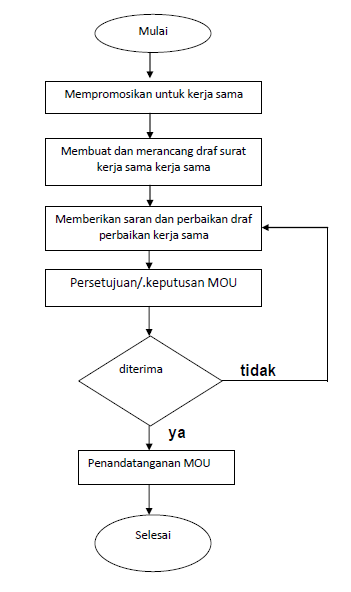 Mulai
Mempromosikan untuk kerja sama
Membuat dan merancang draf surat
kerja sama kerja sama
Memberikan saran dan perbaikan draf
perbaikan kerja sama
Persetujuan/.keputusan MOU
diterima
tidak
ya
Penandatanganan MOU
Selesai